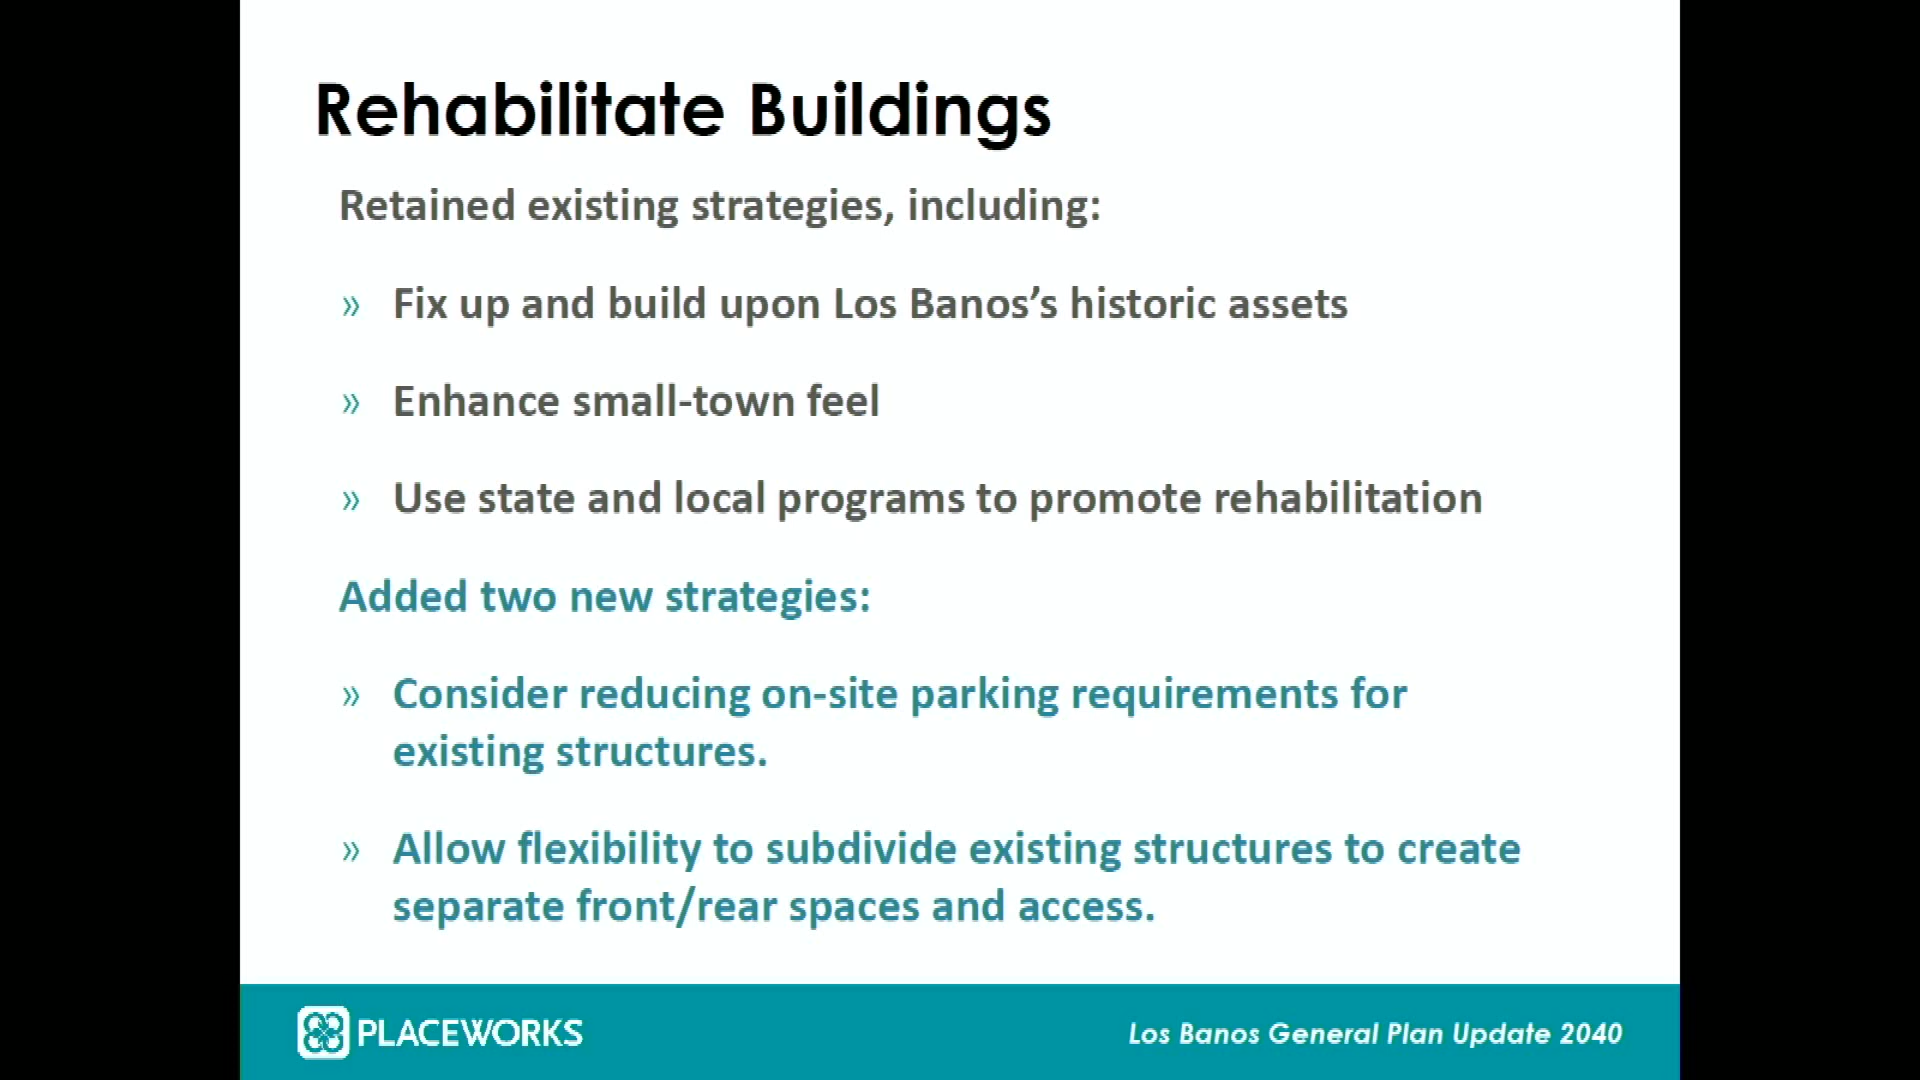 Rehabilitate Buildings
Retained existing strategies, including:
» Fix up and build upon Los Banos’s historic assets
» Enhance small-town feel
» Use state and local programs to promote rehabilitation
Added two new strategies:
» Consider reducing on-site parking requirements for
existing structures.
» Allow flexibility to subdivide existing structures to create
separate front/rear spaces and access.
PLACEWORKS
Los Banos General Plan Update 2040